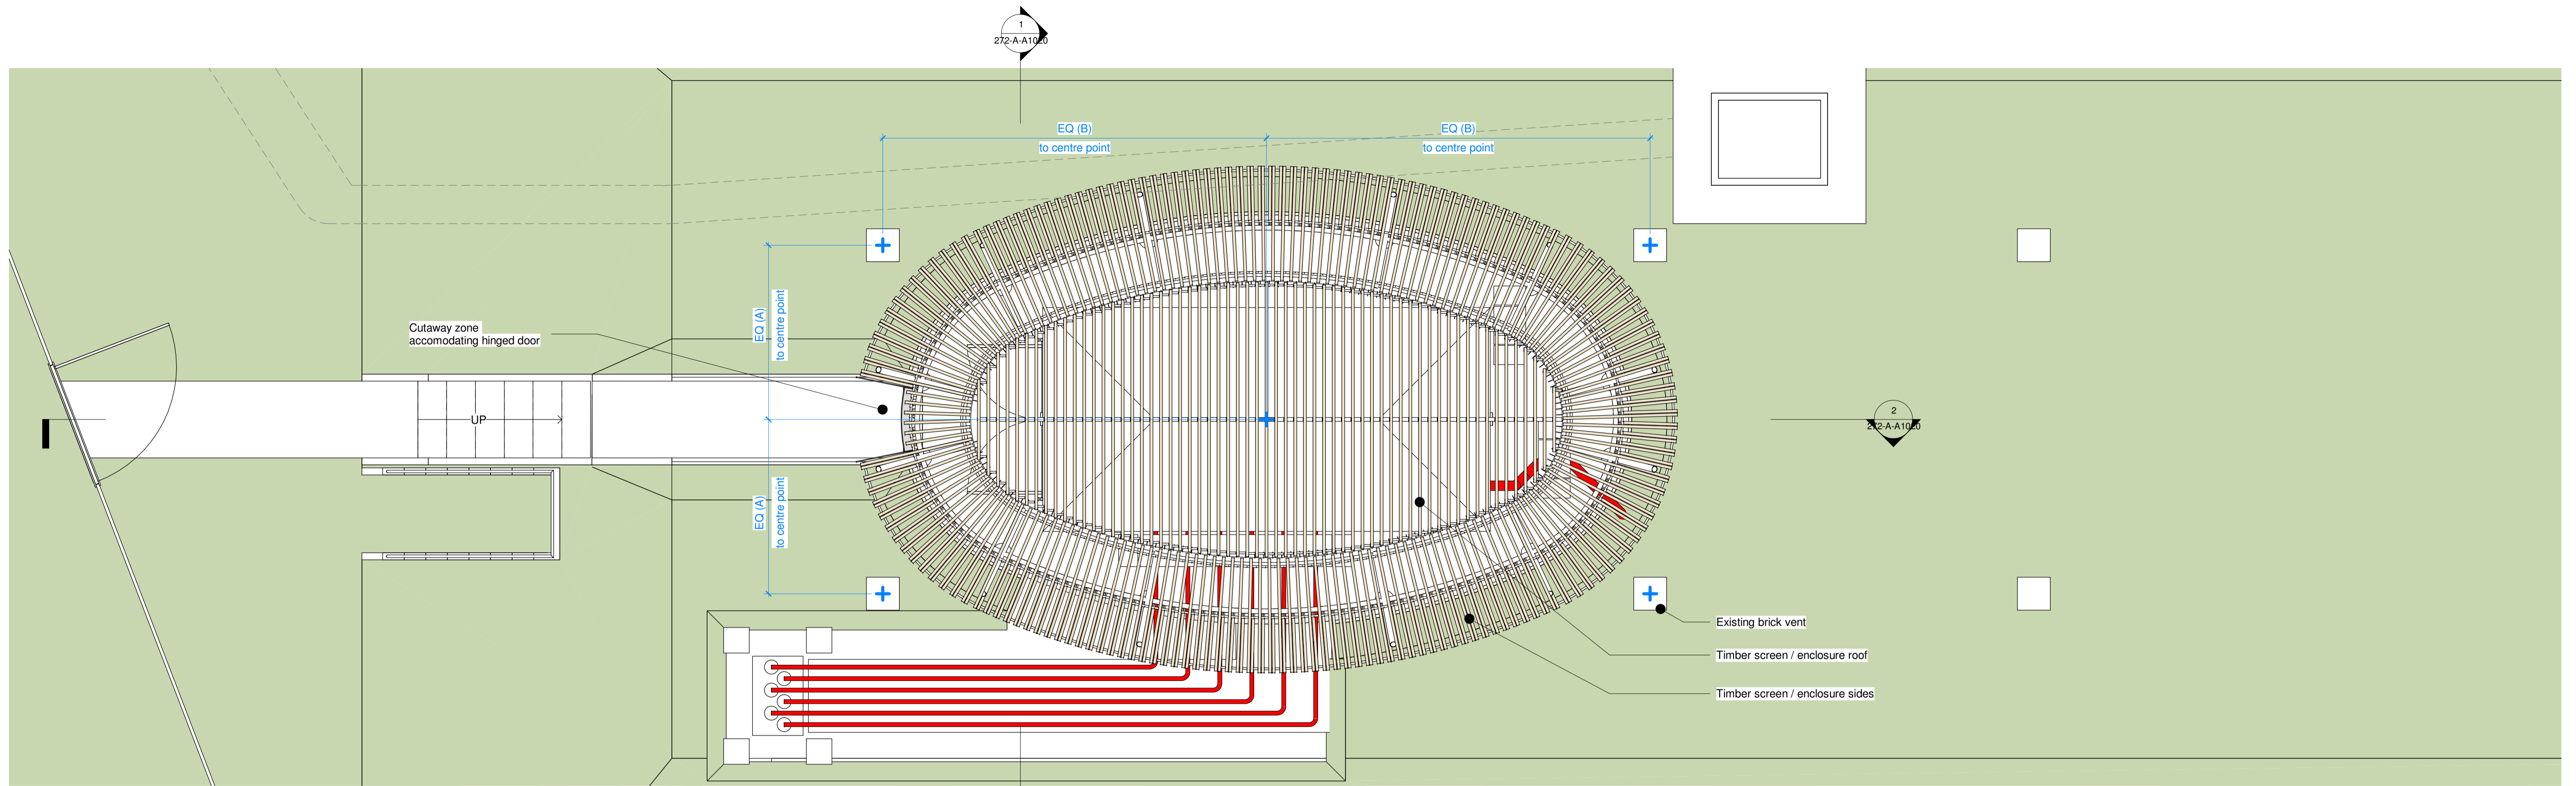 1
272-A-A1020
EQ (B)
to centre point
EQ (B)
to centre point
EQ (A)
to centre point
Cutaway zone
accomodating hinged door
UP
2
272-A-A1020
EQ (A)
to centre point
Existing brick vent
Timber screen / enclosure roof
Timber screen / enclosure sides